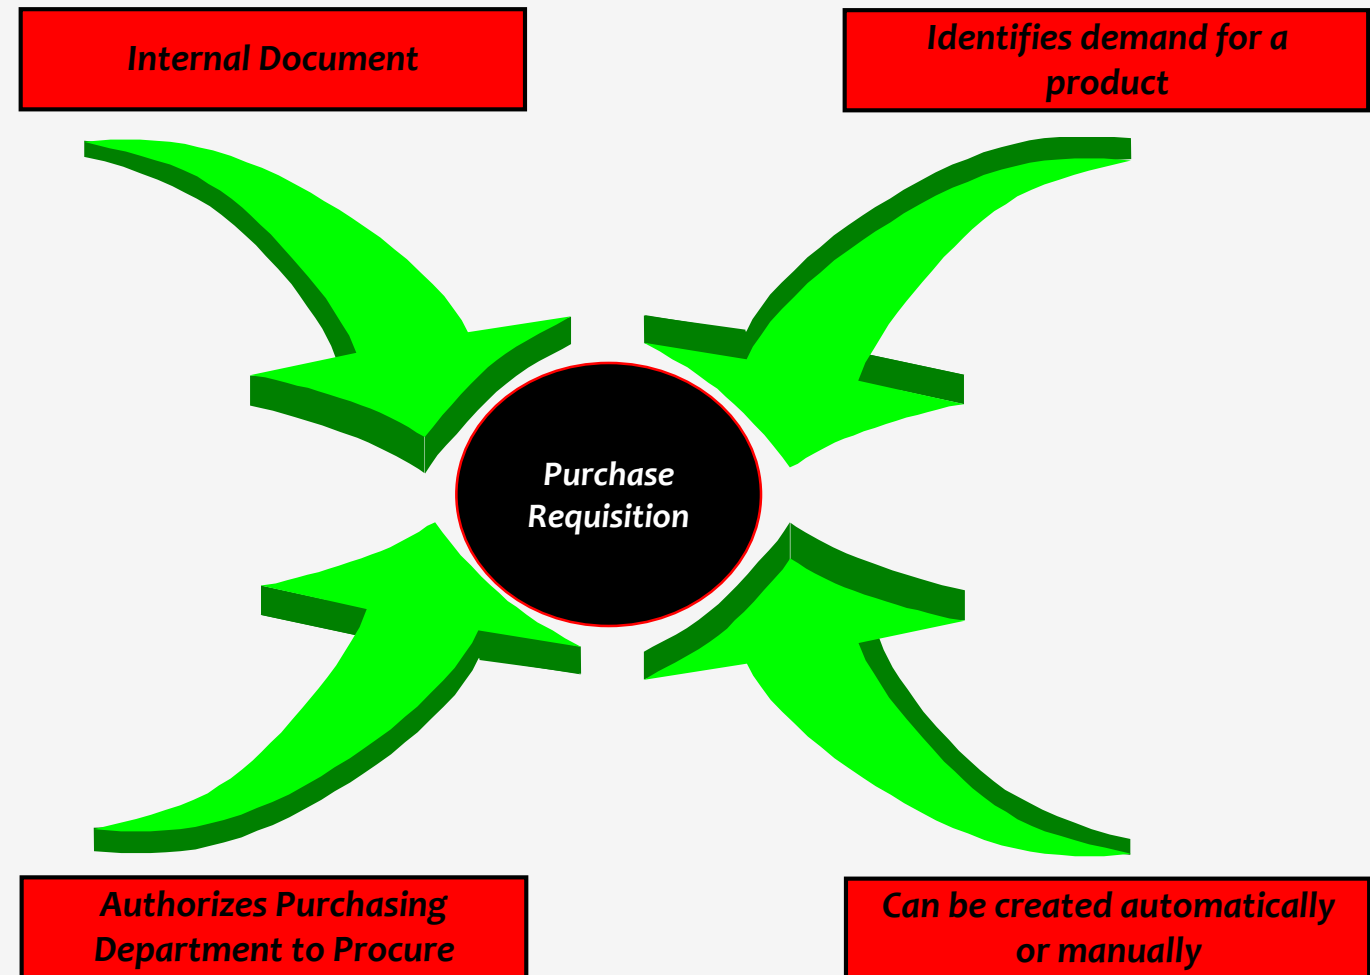 Internal Document
Identifies demand for a
product
Purchase
Requisition
Authorizes Purchasing
Department to Procure
Can be created automatically
or manually